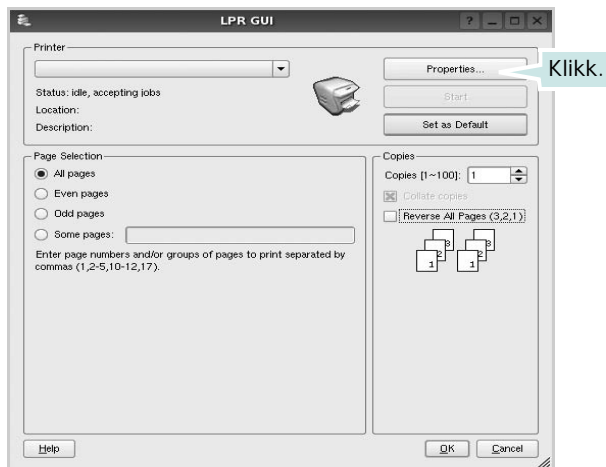 LPR GUI
Printer
Properties...
Klikk.
Status: idle, accepting jobs
Start
Location:
Description:
Set as Default
Page Selection
All pages
Even pages
Odd pages
Some pages:
Enter page numbers and/or groups of pages to print separated by
commas (1,2-5,10-12,17).
Copies
Copies [1~100]: 1
Collate copies
Reverse All Pages (3,2,1)
3 3
2 2
1 1
Help
OK
Cancel